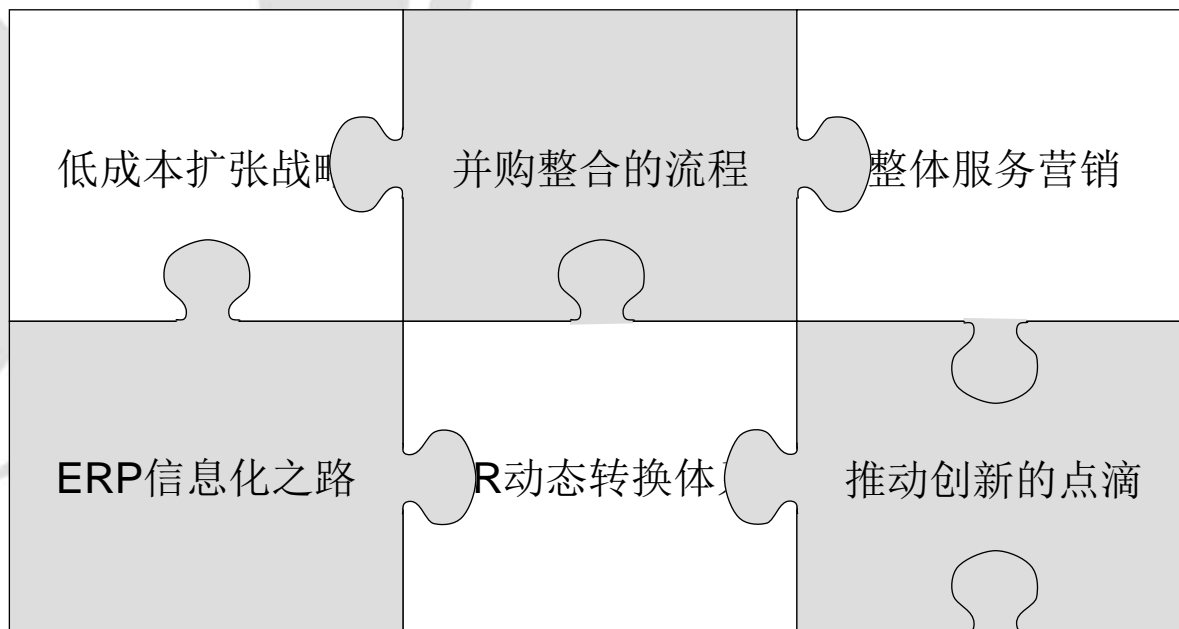 低成本扩张战
并购整合的流程
整体服务营销
ERP信息化之路
R动态转换体
推动创新的点滴